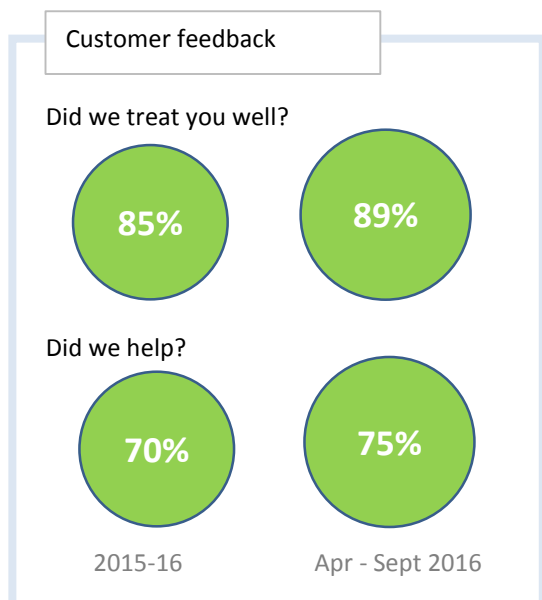 Customer feedback
Did we treat you well?
85% 89%
Did we help?
70% 75%
2015-16 Apr - Sept 2016